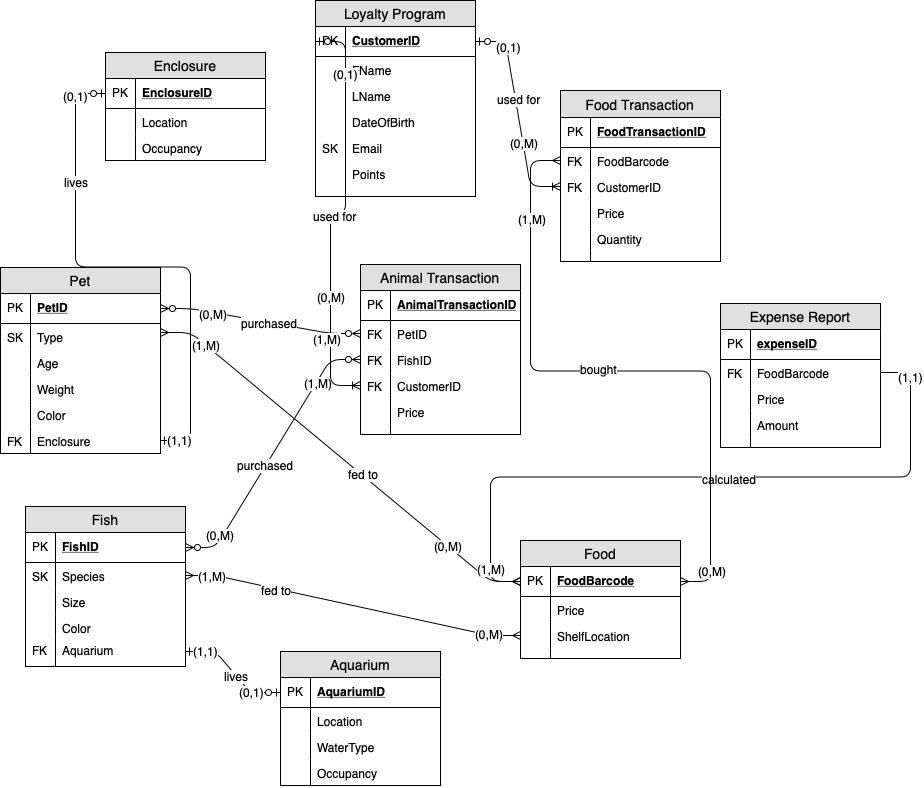 Loyalty Program
PK CustomerID
FName
LName
DateOfBirth
SK Email
Points
(0,1)
(0,1)
used for
used for
(0,M)
(0,M)
(1,M)
Enclosure
PK EnclosureID
Location
Occupancy
(0,1)
lives
Food Transaction
PK FoodTransactionID
FK FoodBarcode
FK CustomerID
Price
Quantity
Pet
PK PetID
SK Type
Age
Weight
Color
FK Enclosure
(1,1)
(0,M)
purchased
(1,M)
(1,M)
Animal Transaction
PK AnimalTransactionID
FK PetID
FK FishID
FK CustomerID
Price
(1,M)
purchased
(0,M)
fed to
(0,M)
bought
Expense Report
PK expenseID
FK FoodBarcode
Price
Amount
(1,1)
calculated
(1,M)
(0,M)
Fish
PK FishID
SK Species
Size
Color
FK Aquarium
(1,M)
fed to
(0,M)
Food
PK FoodBarcode
Price
ShelfLocation
(1,1)
lives
(0,1)
Aquarium
PK AquariumID
Location
WaterType
Occupancy